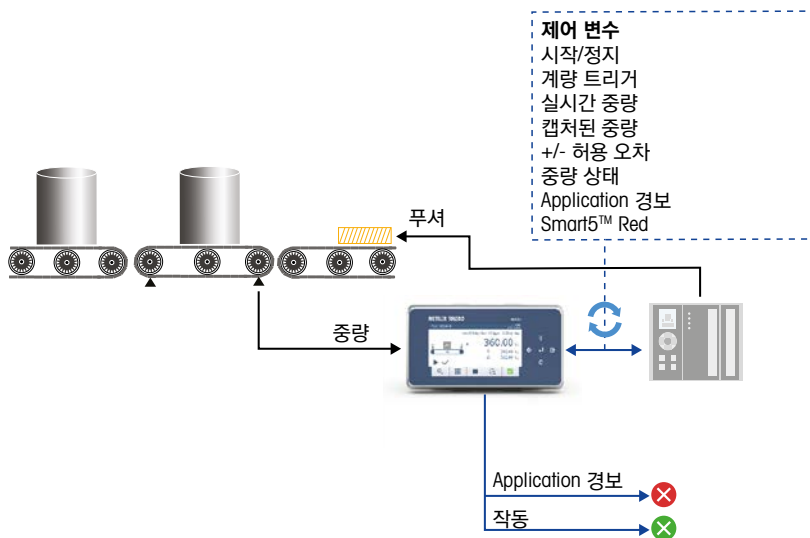 제어 변수
시작/정지
계량 트리거
실시간 중량
캡처된 중량
+/- 허용 오차
중량 상태
Application 경보
Smart5™ Red
푸셔
중량
METTLER TOLEDO
360.00
Application 경보
작동